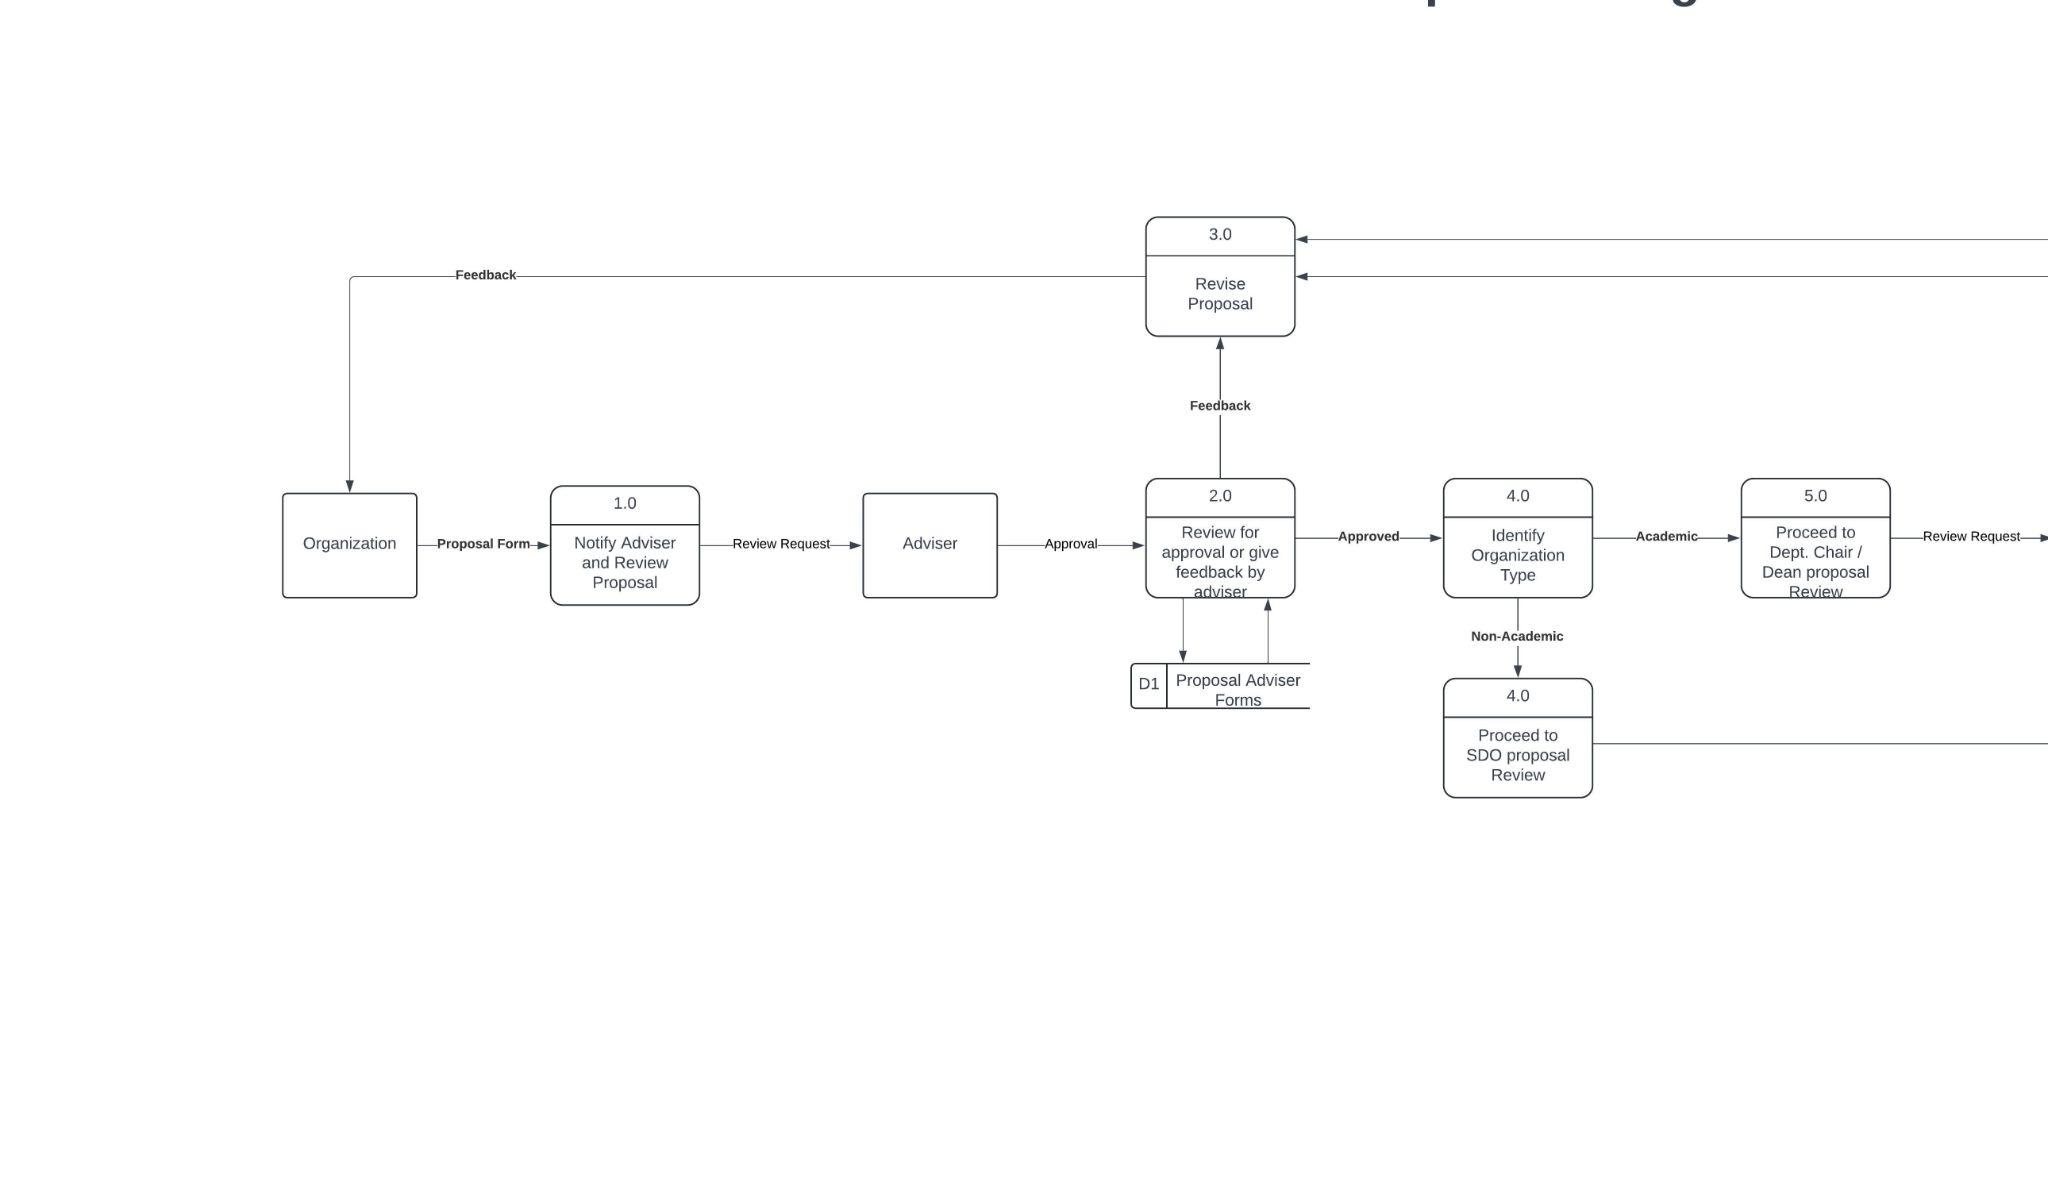 3.0
Revise
Proposal
Feedback
Feedback
Organization
Proposal Form
1.0
Notify Adviser
and Review
Proposal
Review Request
Adviser
Approval
2.0
Review for
approval or give
feedback by
adviser
Approved
4.0
Identify
Organization
Type
Academic
5.0
Proceed to
Dept. Chair /
Dean proposal
Review
Review Request
Non-Academic
D1
Proposal Adviser
Forms
4.0
Proceed to
SDO proposal
Review